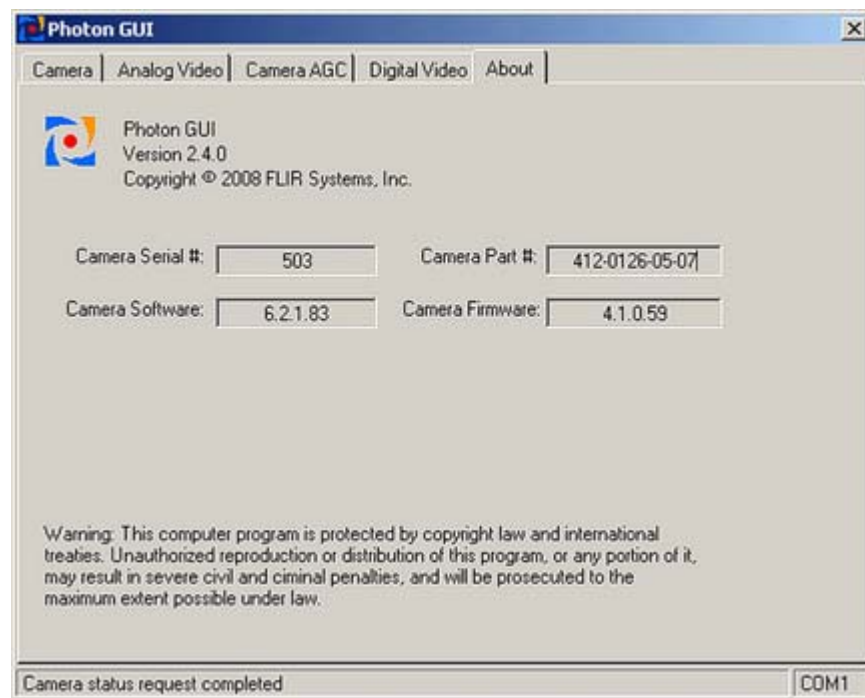 Photon GUI
Camera Analog Video Camera AGC Digital Video About
Photon GUI
Version 2.4.0
Copyright © 2008 FLIR Systems, Inc.
Camera Serial #: 503 Camera Part #: 412-0126-05-07
Camera Software: 6.2.1.83 Camera Firmware: 4.1.0.59
Warning: This computer program is protected by copyright law and international
treaties. Unauthorized reproduction or distribution of this program, or any portion of it,
may result in severe civil and ciminal penalties, and will be prosecuted to the
maximum extent possible under law.
Camera status request completed COM1